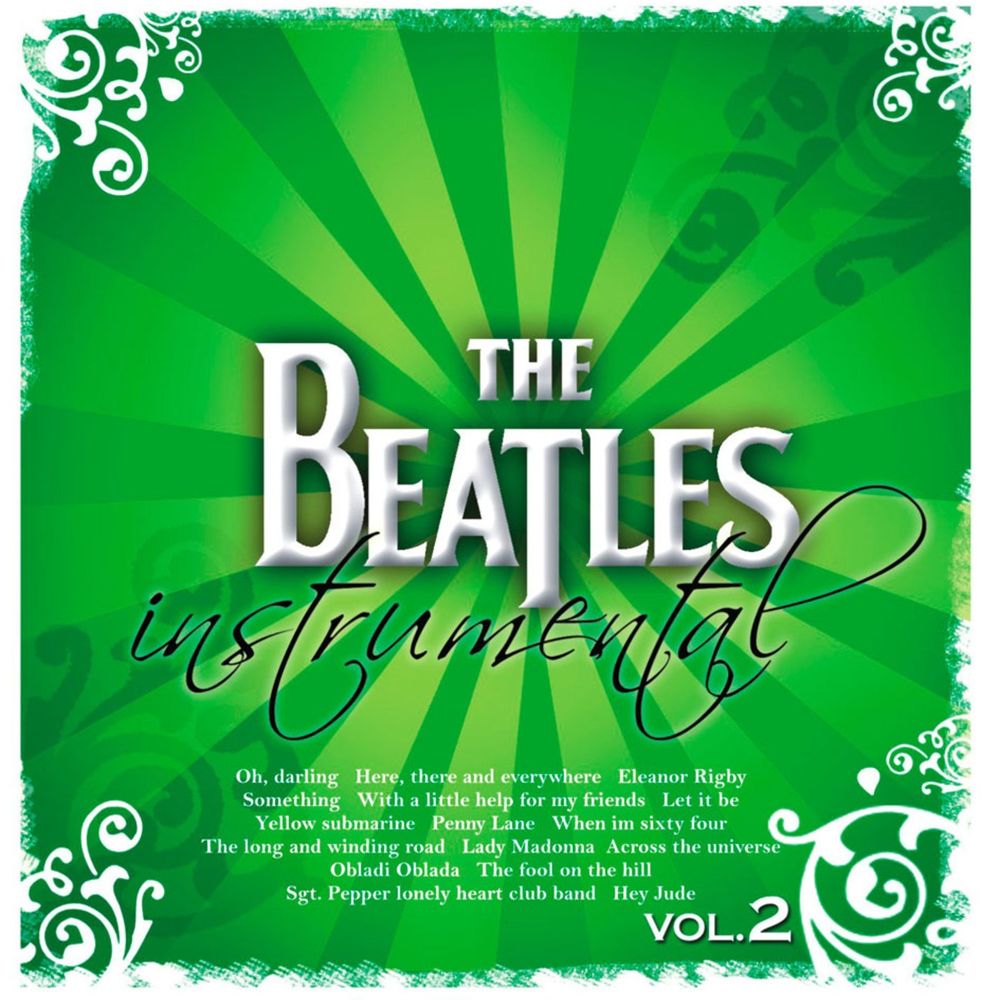 THE
BEATLES
instrumental
Oh, darling Here, there and everywhere Eleanor Rigby
Something With a little help for my friends Let it be
Yellow submarine Penny Lane When im sixty four
The long and winding road Lady Madonna Across the universe
Obladi Oblada The fool on the hill
Sgt. Pepper lonely heart club band Hey Jude
VOL.2